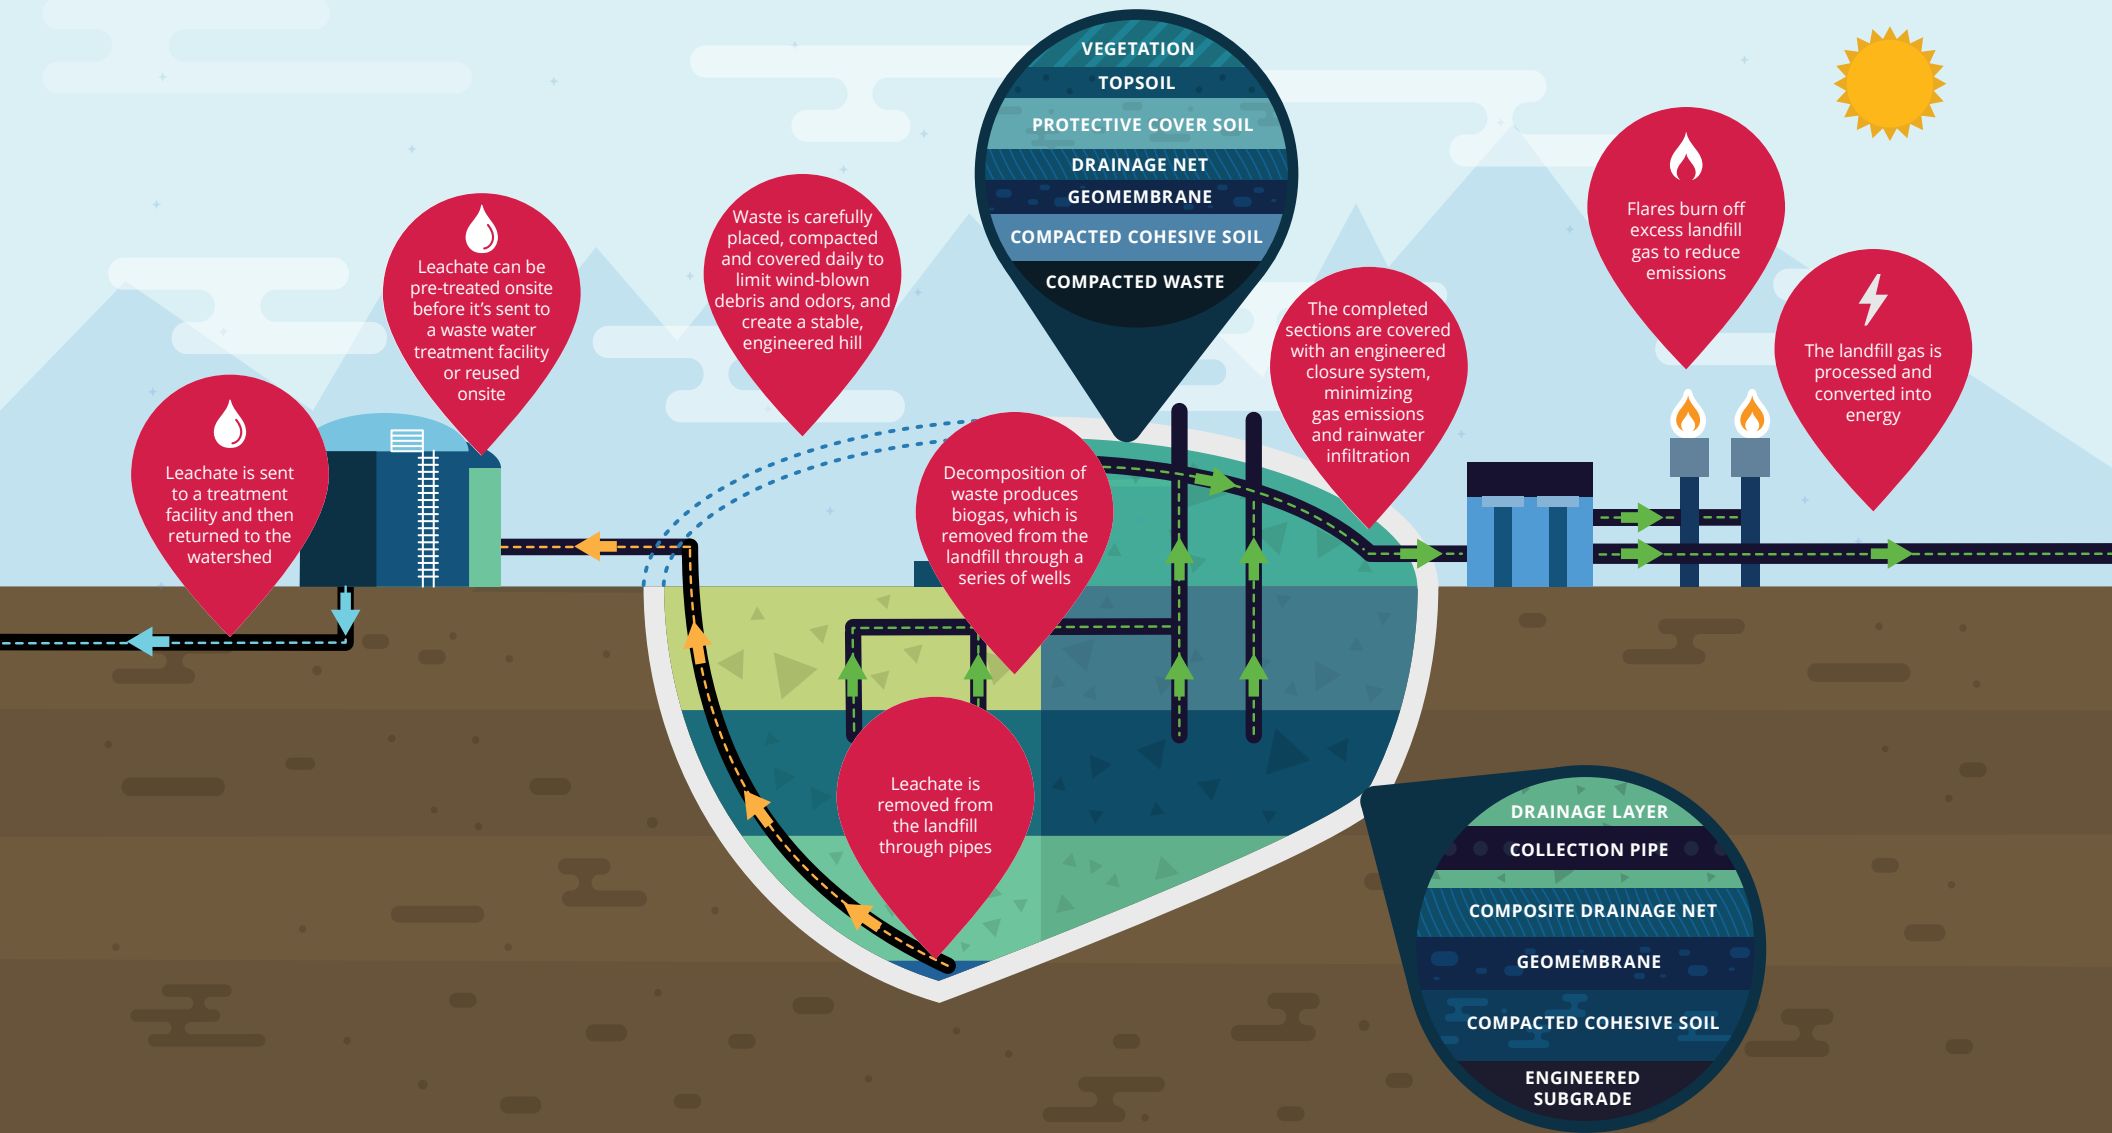 VEGETATION
TOPSOIL
PROTECTIVE COVER SOIL
DRAINAGE NET
GEOMEMBRANE
COMPACTED COHESIVE SOIL
COMPACTED WASTE
Leachate is sent
to a treatment
facility and then
returned to the
watershed
Leachate can be
pre-treated onsite
before it’s sent to
a waste water
treatment facility
or reused
onsite
Waste is carefully
placed, compacted
and covered daily to
limit wind-blown
debris and odors, and
create a stable,
engineered hill
Decomposition of
waste produces
biogas, which is
removed from the
landfill through a
series of wells
Leachate is
removed from
the landfill
through pipes
The completed
sections are covered
with an engineered
closure system,
minimizing
gas emissions
and rainwater
infiltration
Flares burn off
excess landfill
gas to reduce
emissions
The landfill gas is
processed and
converted into
energy
DRAINAGE LAYER
COLLECTION PIPE
COMPOSITE DRAINAGE NET
GEOMEMBRANE
COMPACTED COHESIVE SOIL
ENGINEERED
SUBGRADE